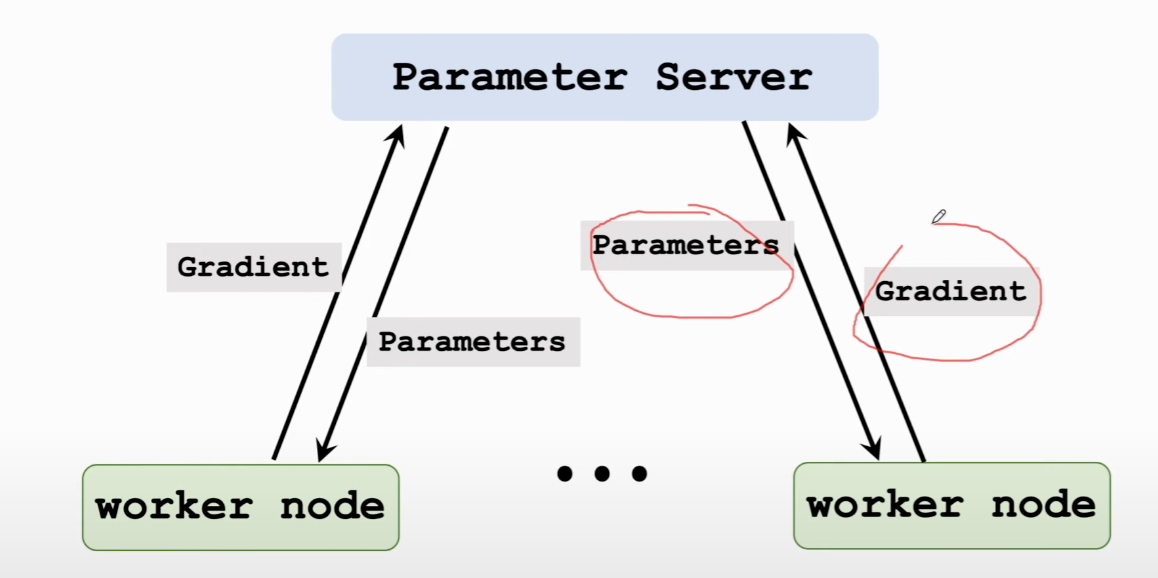 Parameter Server
Parameters
Gradient
Gradient
Parameters
worker node
worker node